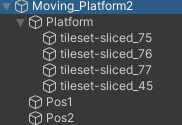 Moving_Platform2
Platform
tileset-sliced_75
tileset-sliced_76
tileset-sliced_77
tileset-sliced_45
Pos1
Pos2